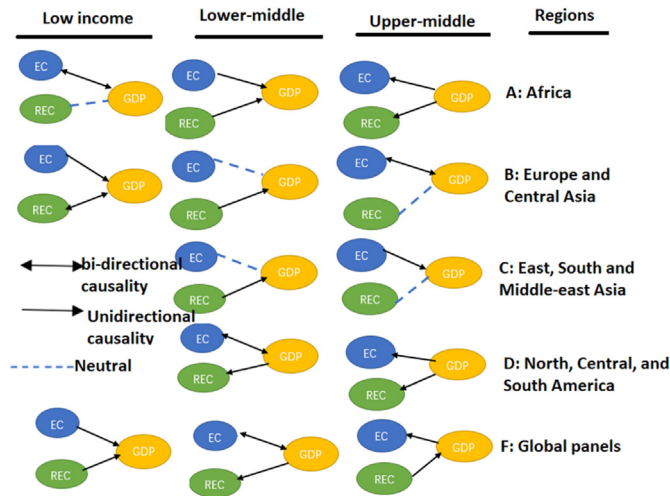 Low income
Lower-middle
Upper-middle
Regions
EC
GDP
REC
EC
GDP
REC
EC
GDP
REC
A: Africa
EC
GDP
REC
EC
GDP
REC
EC
GDP
REC
B: Europe and
Central Asia
bi-directional
causality
Unidirectional
causality
Neutral
EC
GDP
REC
EC
GDP
REC
C: East, South and
Middle-east Asia
EC
GDP
REC
EC
GDP
REC
D: North, Central, and
South America
EC
GDP
REC
EC
GDP
REC
EC
GDP
REC
F: Global panels